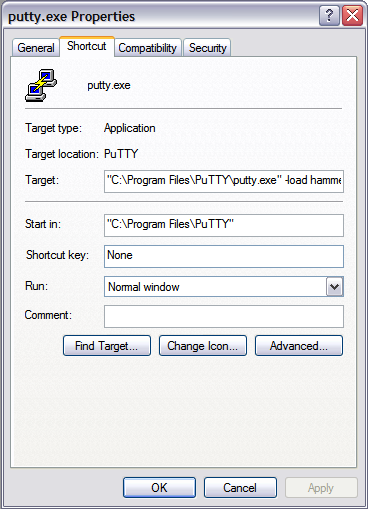 putty.exe Properties
General Shortcut Compatibility Security
putty.exe
Target type: Application
Target location: PuTTY
Target: "C:\Program Files\PuTTY\putty.exe" -load hamme
Start in: "C:\Program Files\PuTTY"
Shortcut key: None
Run: Normal window
Comment:
Find Target... Change Icon... Advanced...
OK Cancel Apply